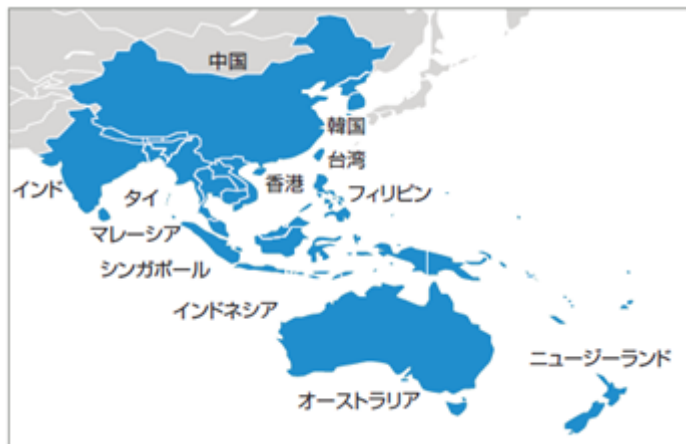 中国
韓国
台湾
香港
フィリピン
インド
タイ
マレーシア
シンガポール
インドネシア
ニュージーランド
オーストラリア